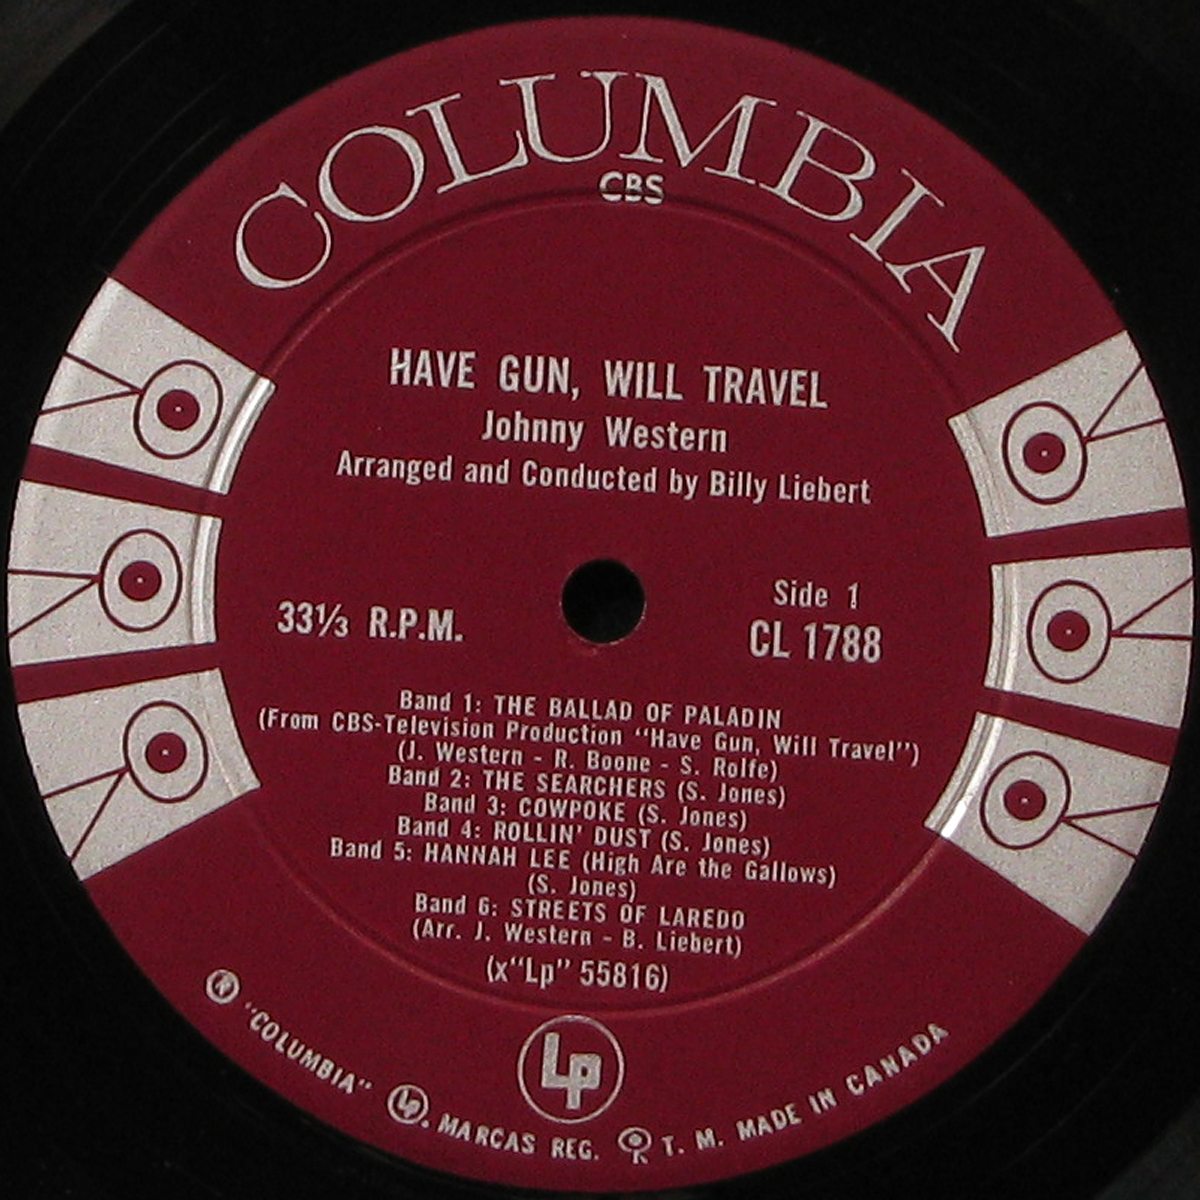 COLUMBIA
CBS
HAVE GUN, WILL TRAVEL
Johnny Western
Arranged and Conducted by Billy Liebert
33⅓ R.P.M.
Side 1
CL 1788
Band 1: THE BALLAD OF PALADIN
(From CBS-Television Production "Have Gun, Will Travel")
(J. Western - R. Boone - S. Rolfe)
Band 2: THE SEARCHERS (S. Jones)
Band 3: COWPOKE (S. Jones)
Band 4: ROLLIN' DUST (S. Jones)
Band 5: HANNAH LEE (High Are the Gallows)
(S. Jones)
Band 6: STREETS OF LAREDO
(Arr. J. Western - B. Liebert)
(x"Lp" 55816)
Lp
® "COLUMBIA" Lp. MARCAS REG. T. M. MADE IN CANADA